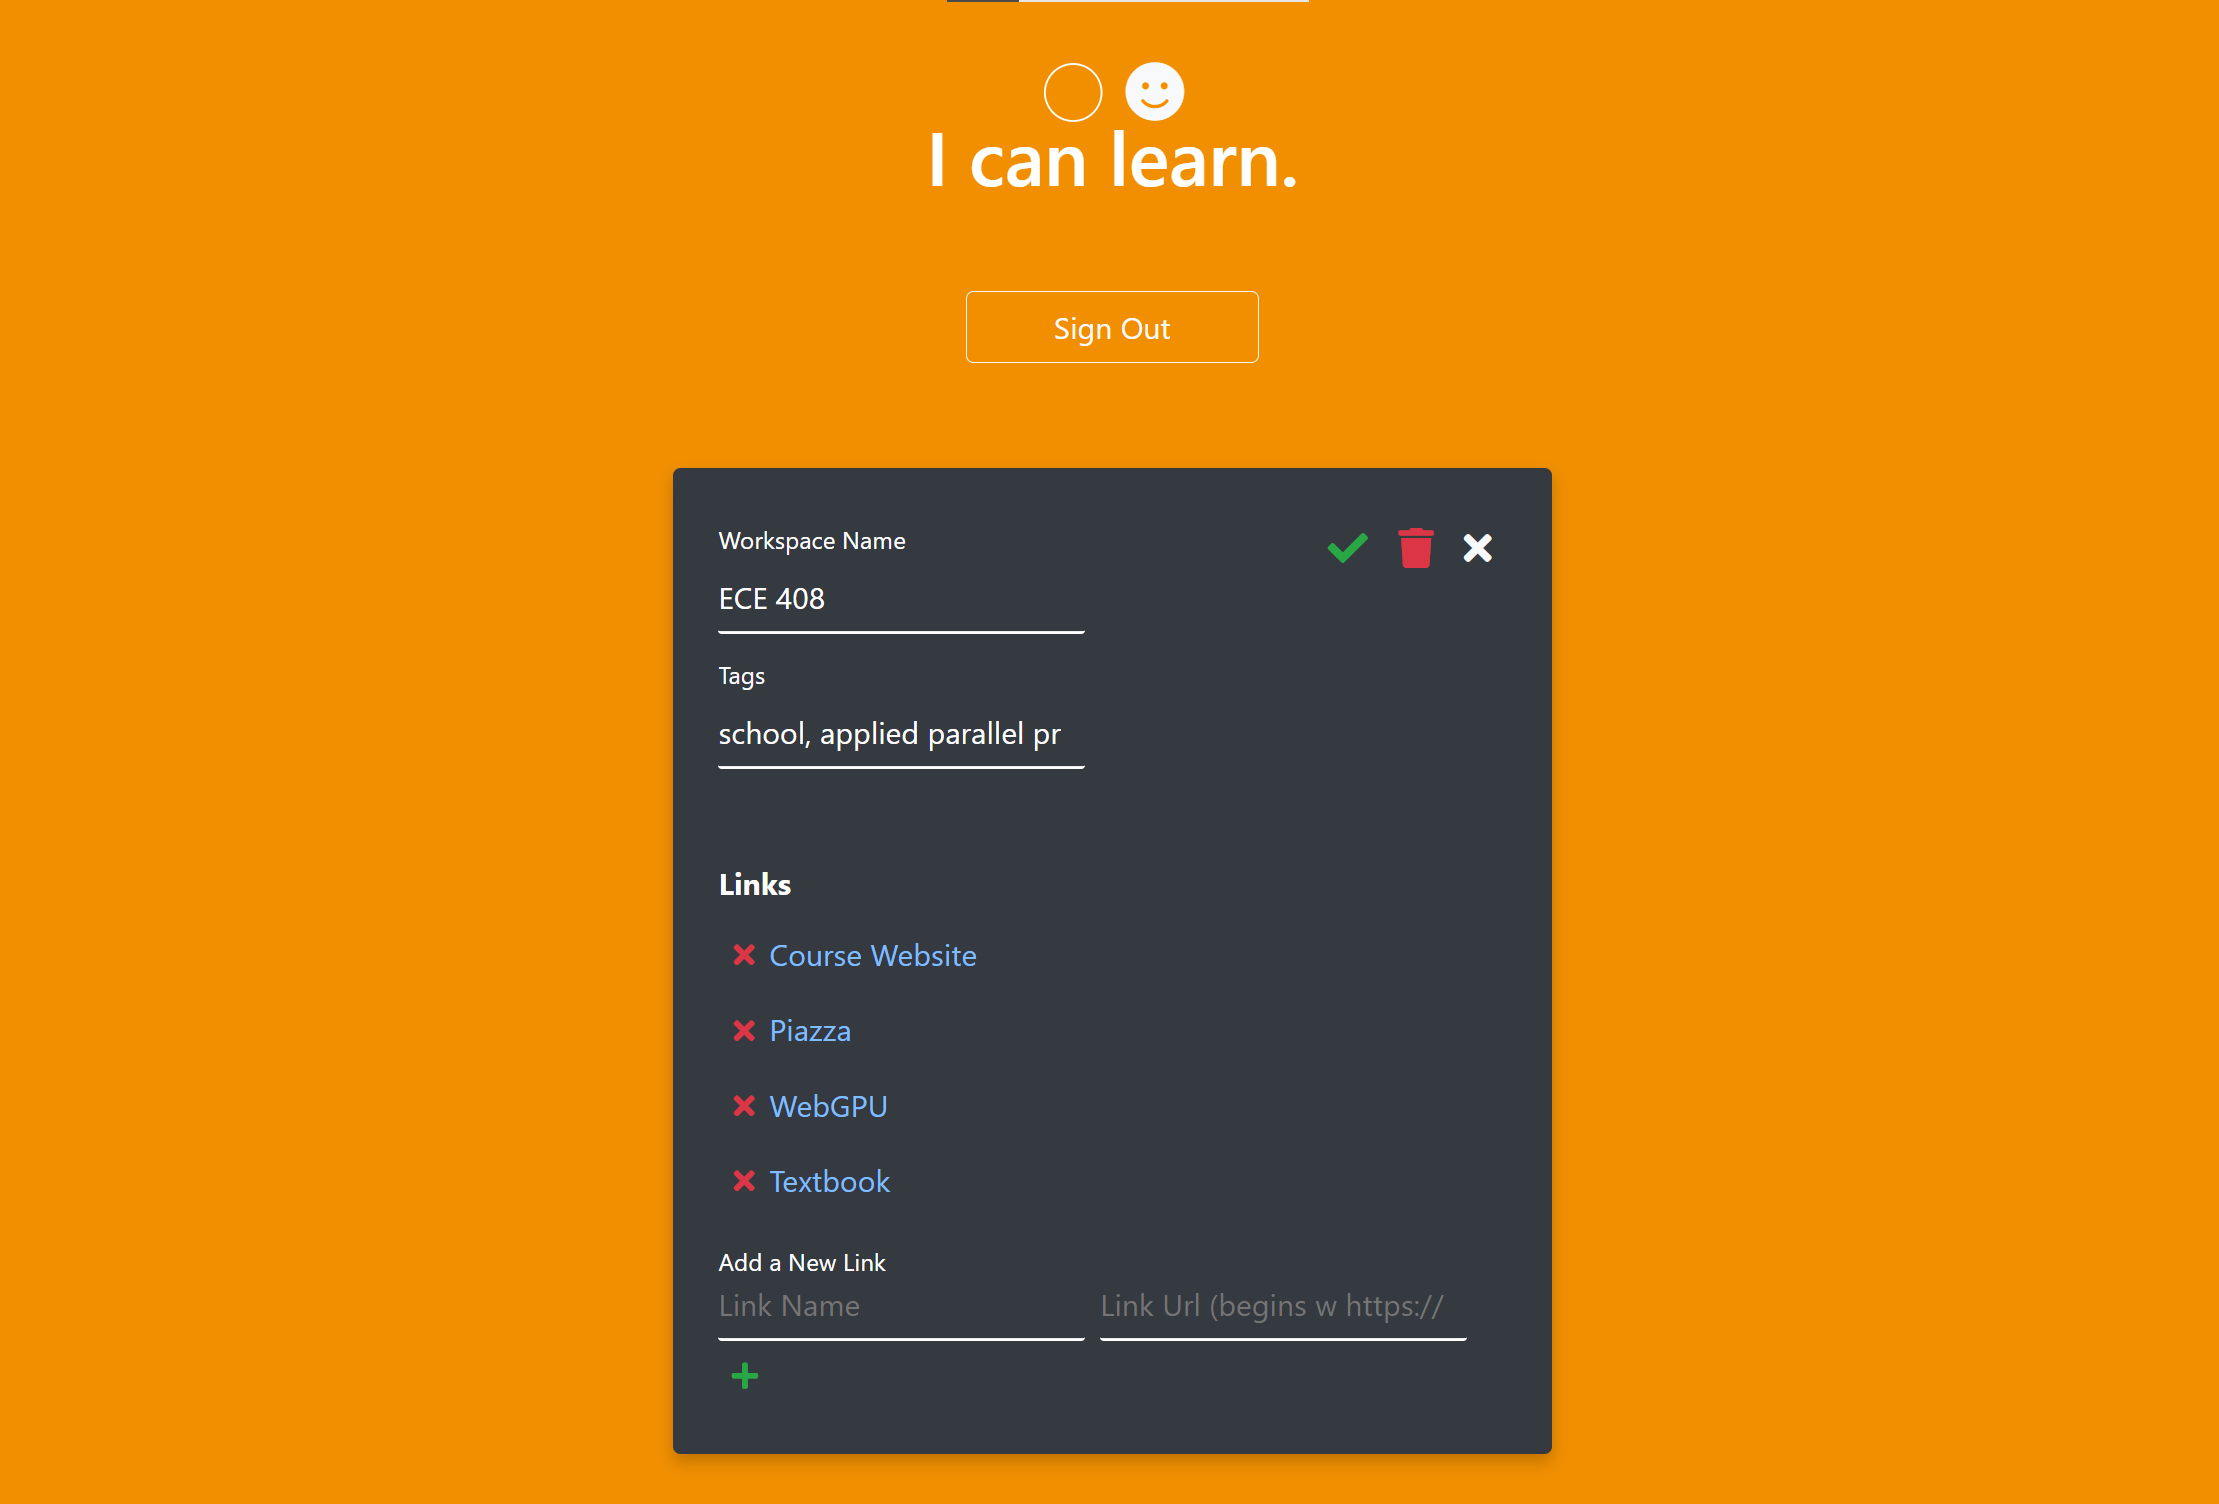 I can learn.
Sign Out
Workspace Name
ECE 408
Tags
school, applied parallel pr
Links
Course Website
Piazza
WebGPU
Textbook
Add a New Link
Link Name
Link Url (begins w https://